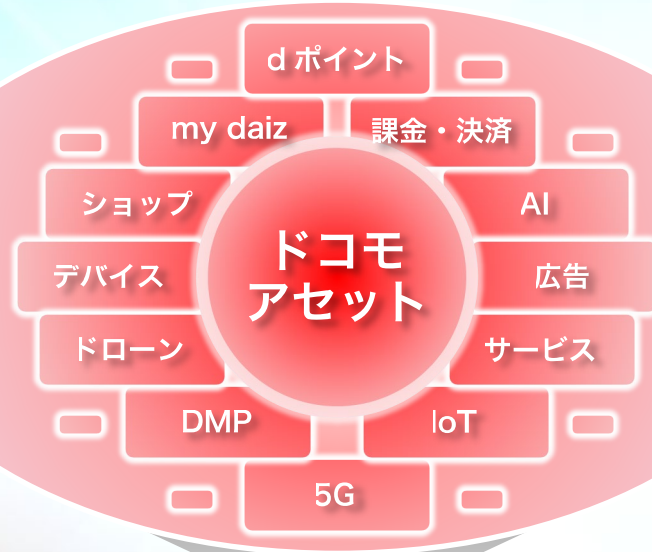 d ポイント
my daiz
課金・決済
ショップ
AI
ドコモ
アセット
デバイス
広告
ドローン
サービス
DMP
IoT
5G